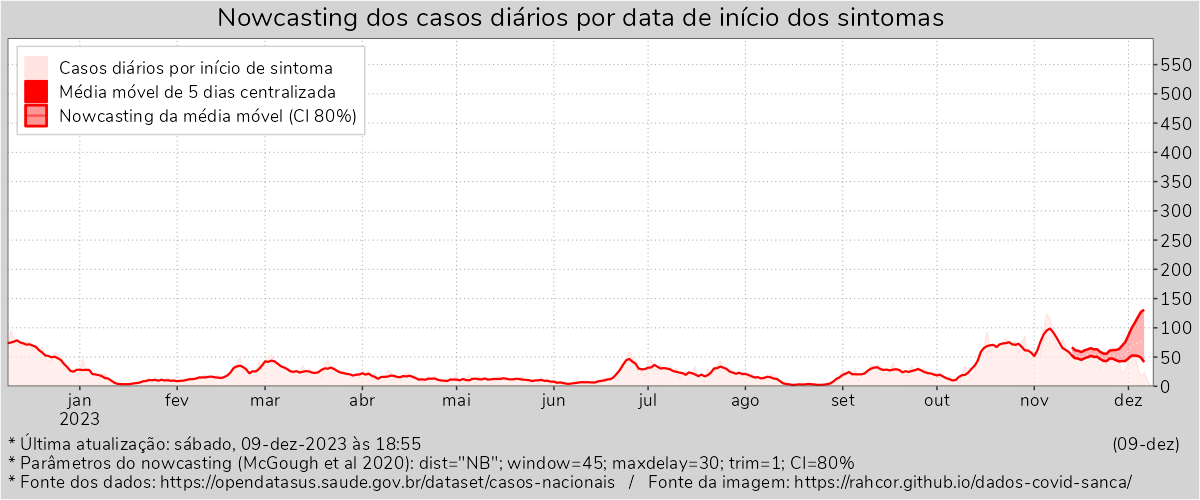 Nowcasting dos casos diários por data de início dos sintomas
Casos diários por início de sintoma
Média móvel de 5 dias centralizada
Nowcasting da média móvel (CI 80%)
550
500
450
400
350
300
250
200
150
100
50
0
jan fev mar abr mai jun jul ago set out nov dez
2023
* Última atualização: sábado, 09-dez-2023 às 18:55 (09-dez)
* Parâmetros do nowcasting (McGough et al 2020): dist="NB"; window=45; maxdelay=30; trim=1; CI=80%
* Fonte dos dados: https://opendatasus.saude.gov.br/dataset/casos-nacionais / Fonte da imagem: https://rahcor.github.io/dados-covid-sanca/